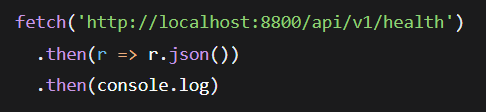 fetch('http://localhost:8800/api/v1/health')
  .then(r => r.json())
  .then(console.log)